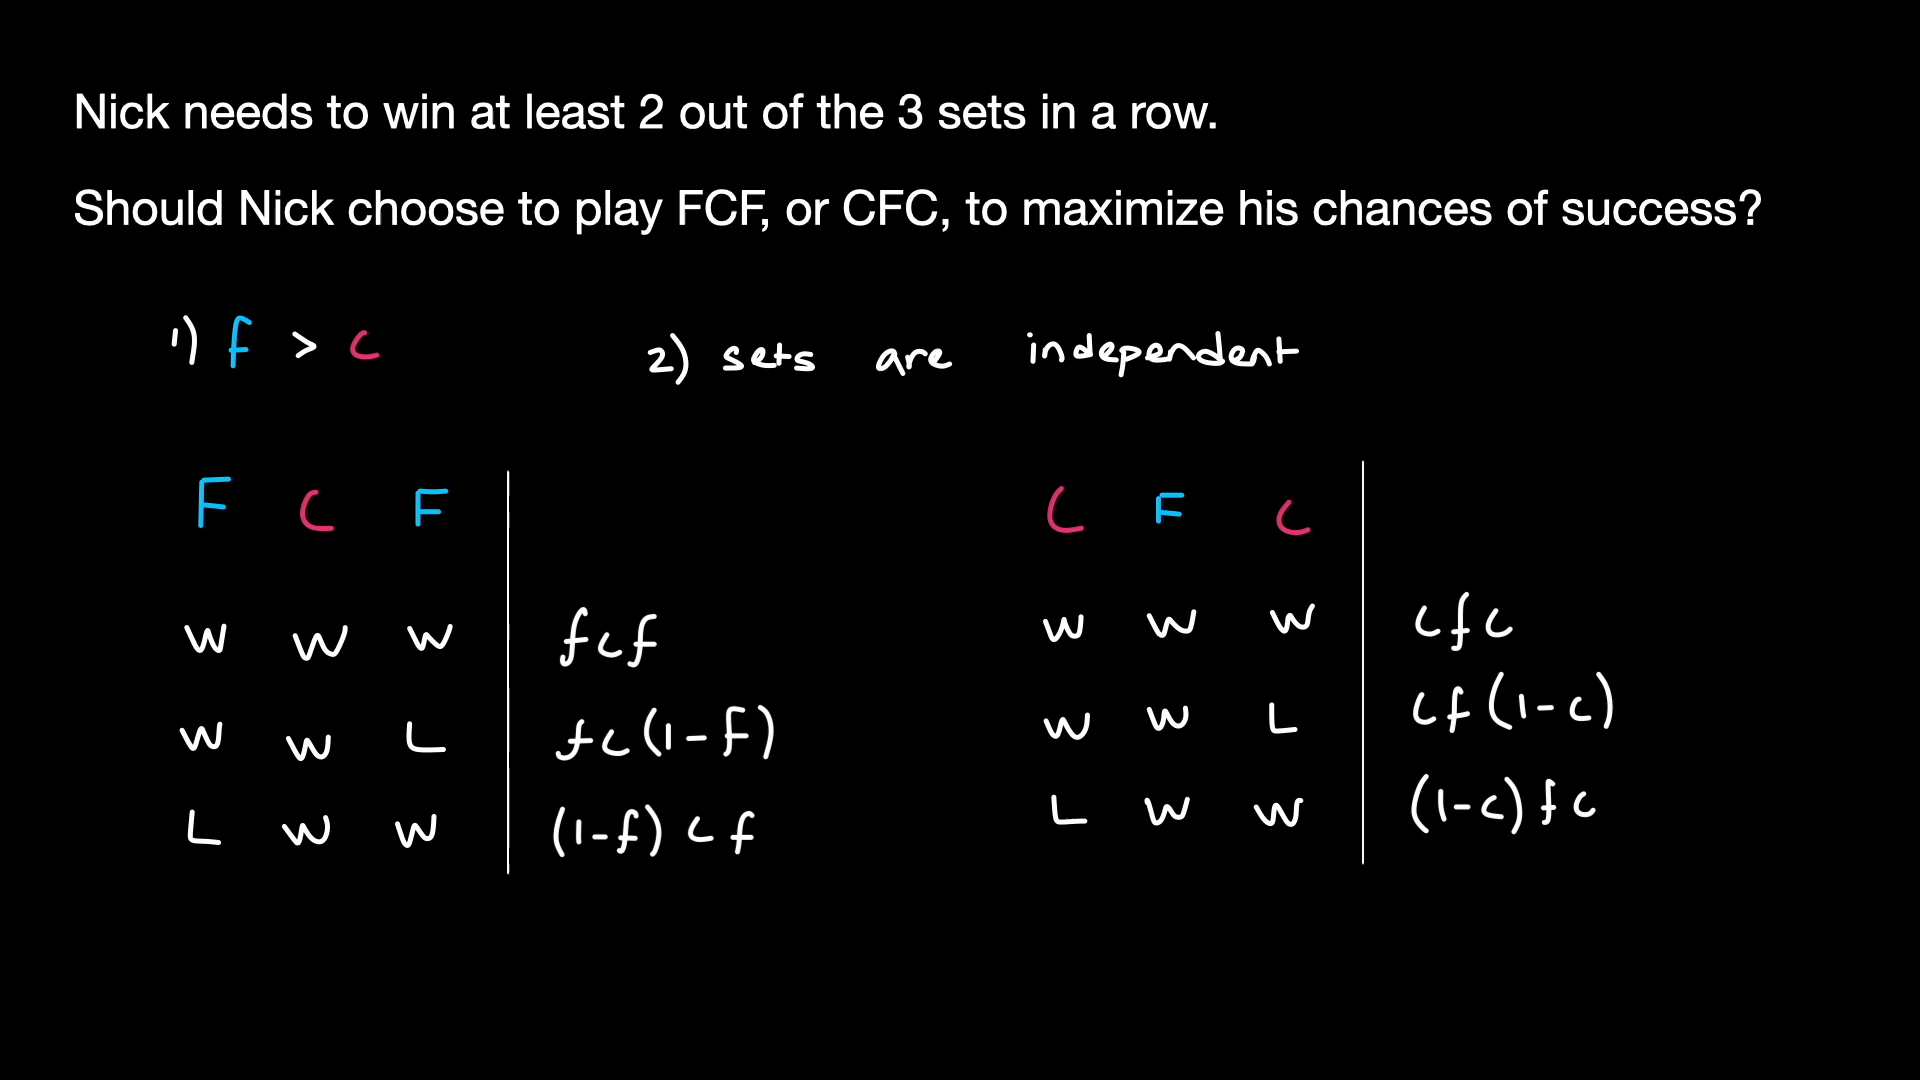 Nick needs to win at least 2 out of the 3 sets in a row.
Should Nick choose to play FCF, or CFC, to maximize his chances of success?
1) f > c
2) sets are independent
F C F
W W W fcf
W W L fc(1-f)
L W W (1-f)cf
C F C
W W W cfc
W W L cf(1-c)
L W W (1-c)fc